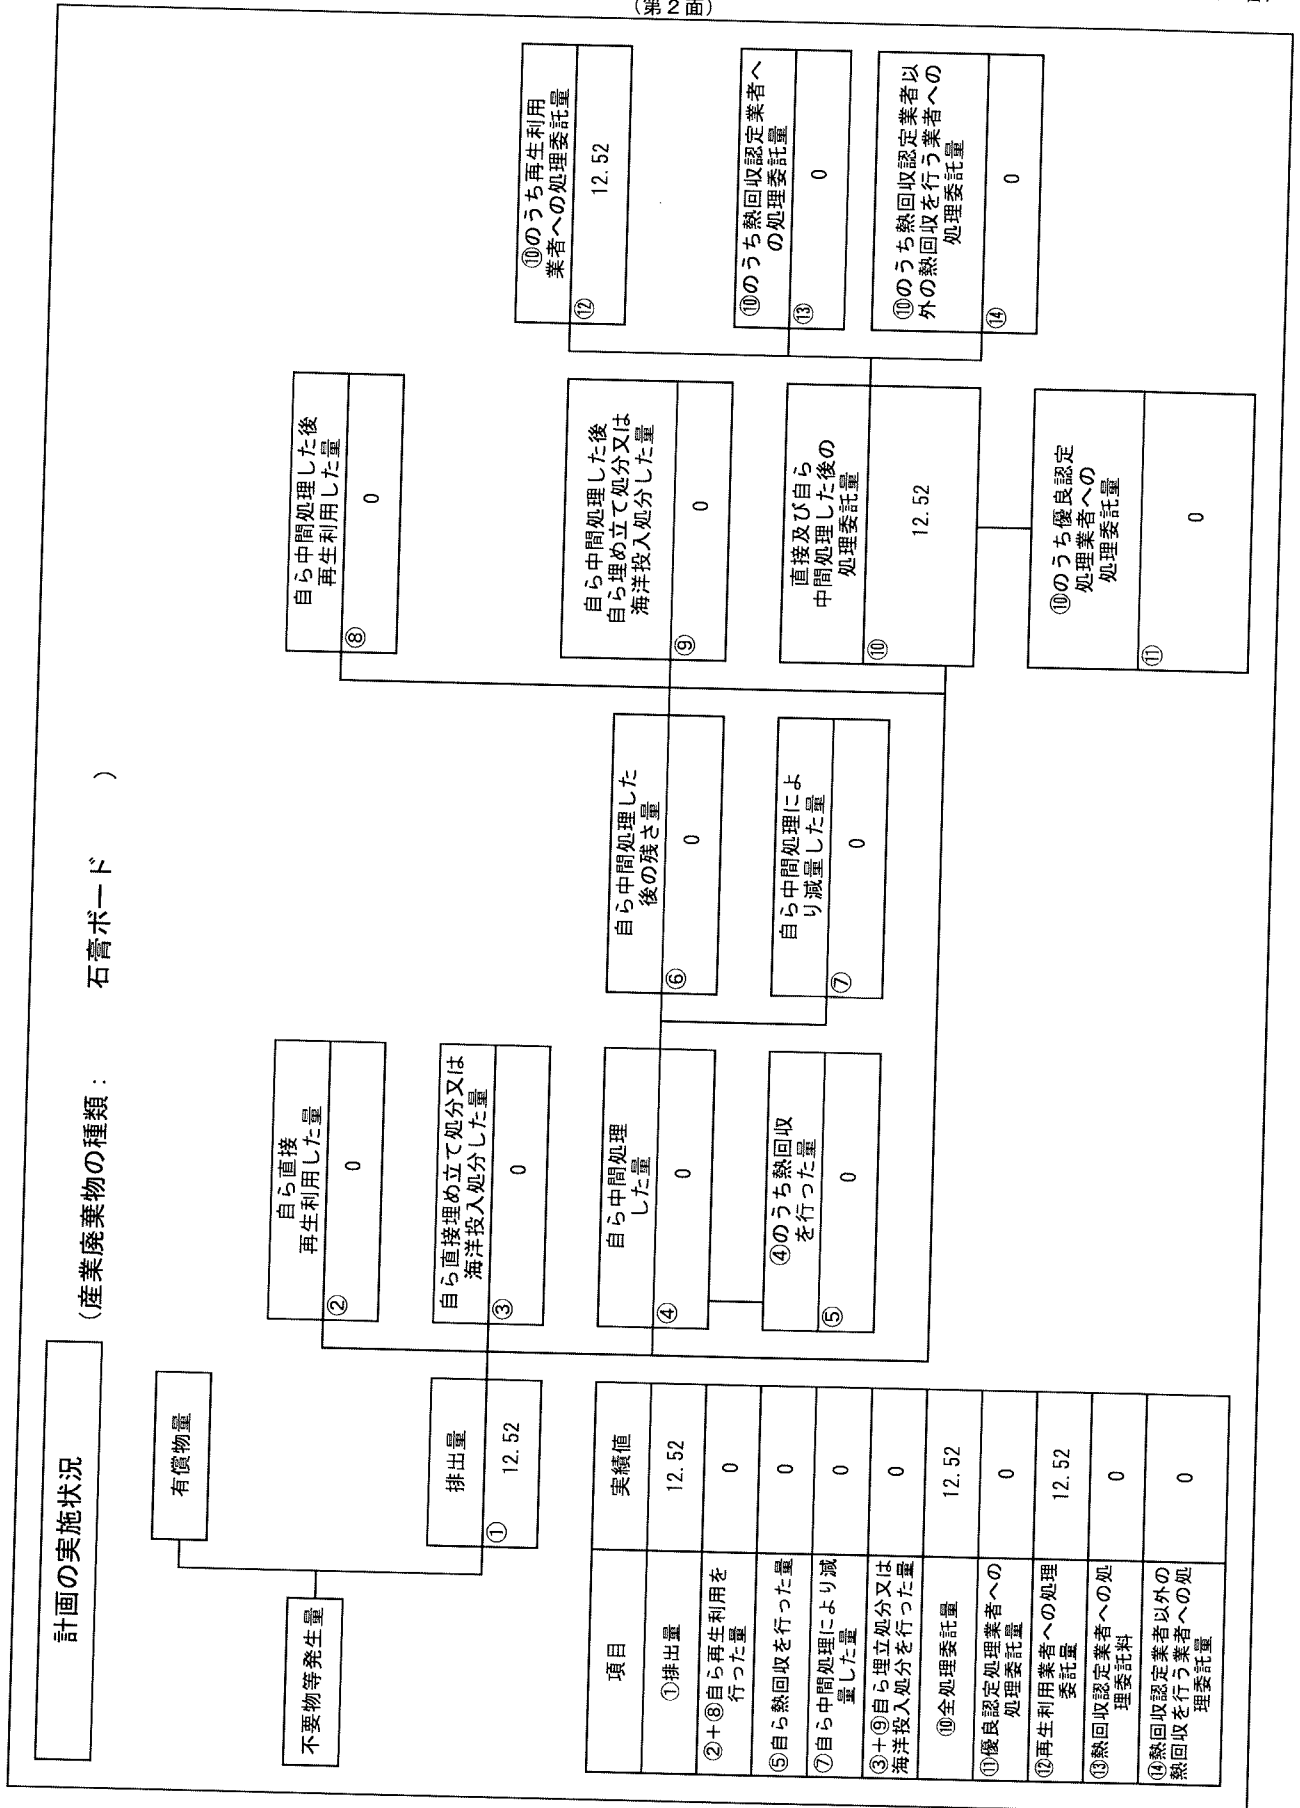 (第2面)
計画の実施状況
(産業廃棄物の種類: 石膏ボード )
不要物等発生量
有償物量
排出量
① 12.52
自ら直接
再生利用した量
② 0
自ら直接埋め立て処分又は
海洋投入処分した量
③ 0
自ら中間処理
した量
④ 0
④のうち熱回収
を行った量
⑤ 0
自ら中間処理した
後の残さ量
⑥ 0
自ら中間処理によ
り減量した量
⑦ 0
自ら中間処理した後
再生利用した量
⑧ 0
自ら中間処理した後
自ら埋め立て処分又は
海洋投入処分した量
⑨ 0
直接及び自ら
中間処理した後の
処理委託量
⑩ 12.52
⑩のうち優良認定
処理業者への
処理委託量
⑪ 0
⑩のうち再生利用
業者への処理委託量
⑫ 12.52
⑩のうち熱回収認定業者へ
の処理委託量
⑬ 0
⑩のうち熱回収認定業者以
外の熱回収を行う業者への
処理委託量
⑭ 0
項目 実績値
①排出量 12.52
②+⑧自ら再生利用を
行った量 0
⑤自ら熱回収を行った量 0
⑦自ら中間処理により減
量した量 0
③+⑨自ら埋立処分又は
海洋投入処分を行った量 0
⑩全処理委託量 12.52
⑪優良認定処理業者への
処理委託量 0
⑫再生利用業者への処理
委託量 12.52
⑬熱回収認定業者への処
理委託料 0
⑭熱回収認定業者以外の
熱回収を行う業者への処
理委託量 0